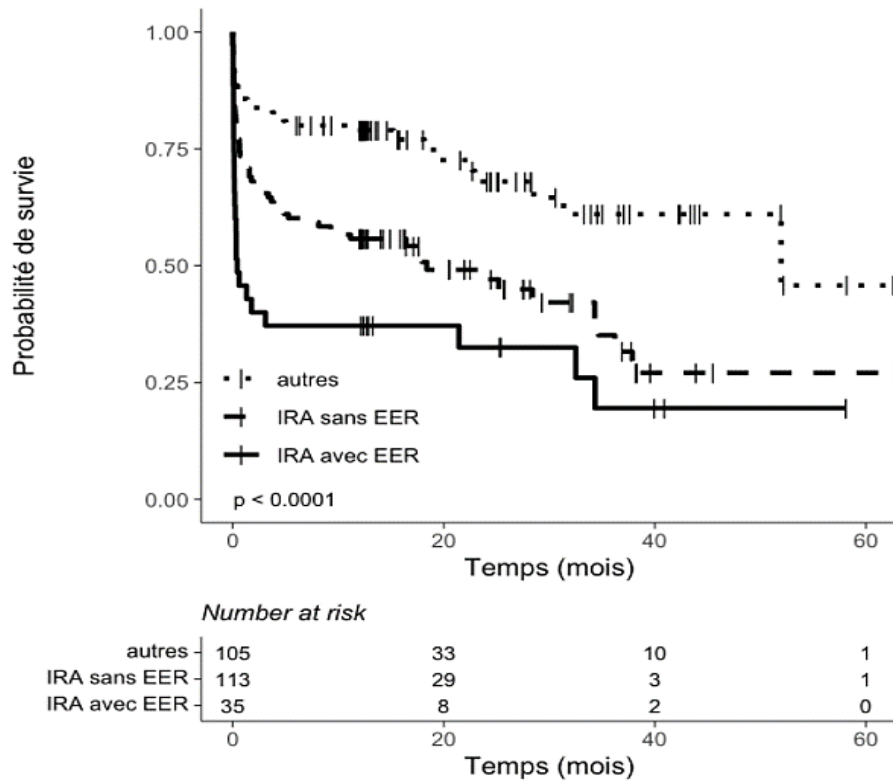 Probabilité de survie
1.00
0.75
0.50
0.25
0.00
autres
IRA sans EER
IRA avec EER
p < 0.0001
0 20 40 60
Temps (mois)
Number at risk
autres 105 33 10 1
IRA sans EER 113 29 3 1
IRA avec EER 35 8 2 0
0 20 40 60
Temps (mois)